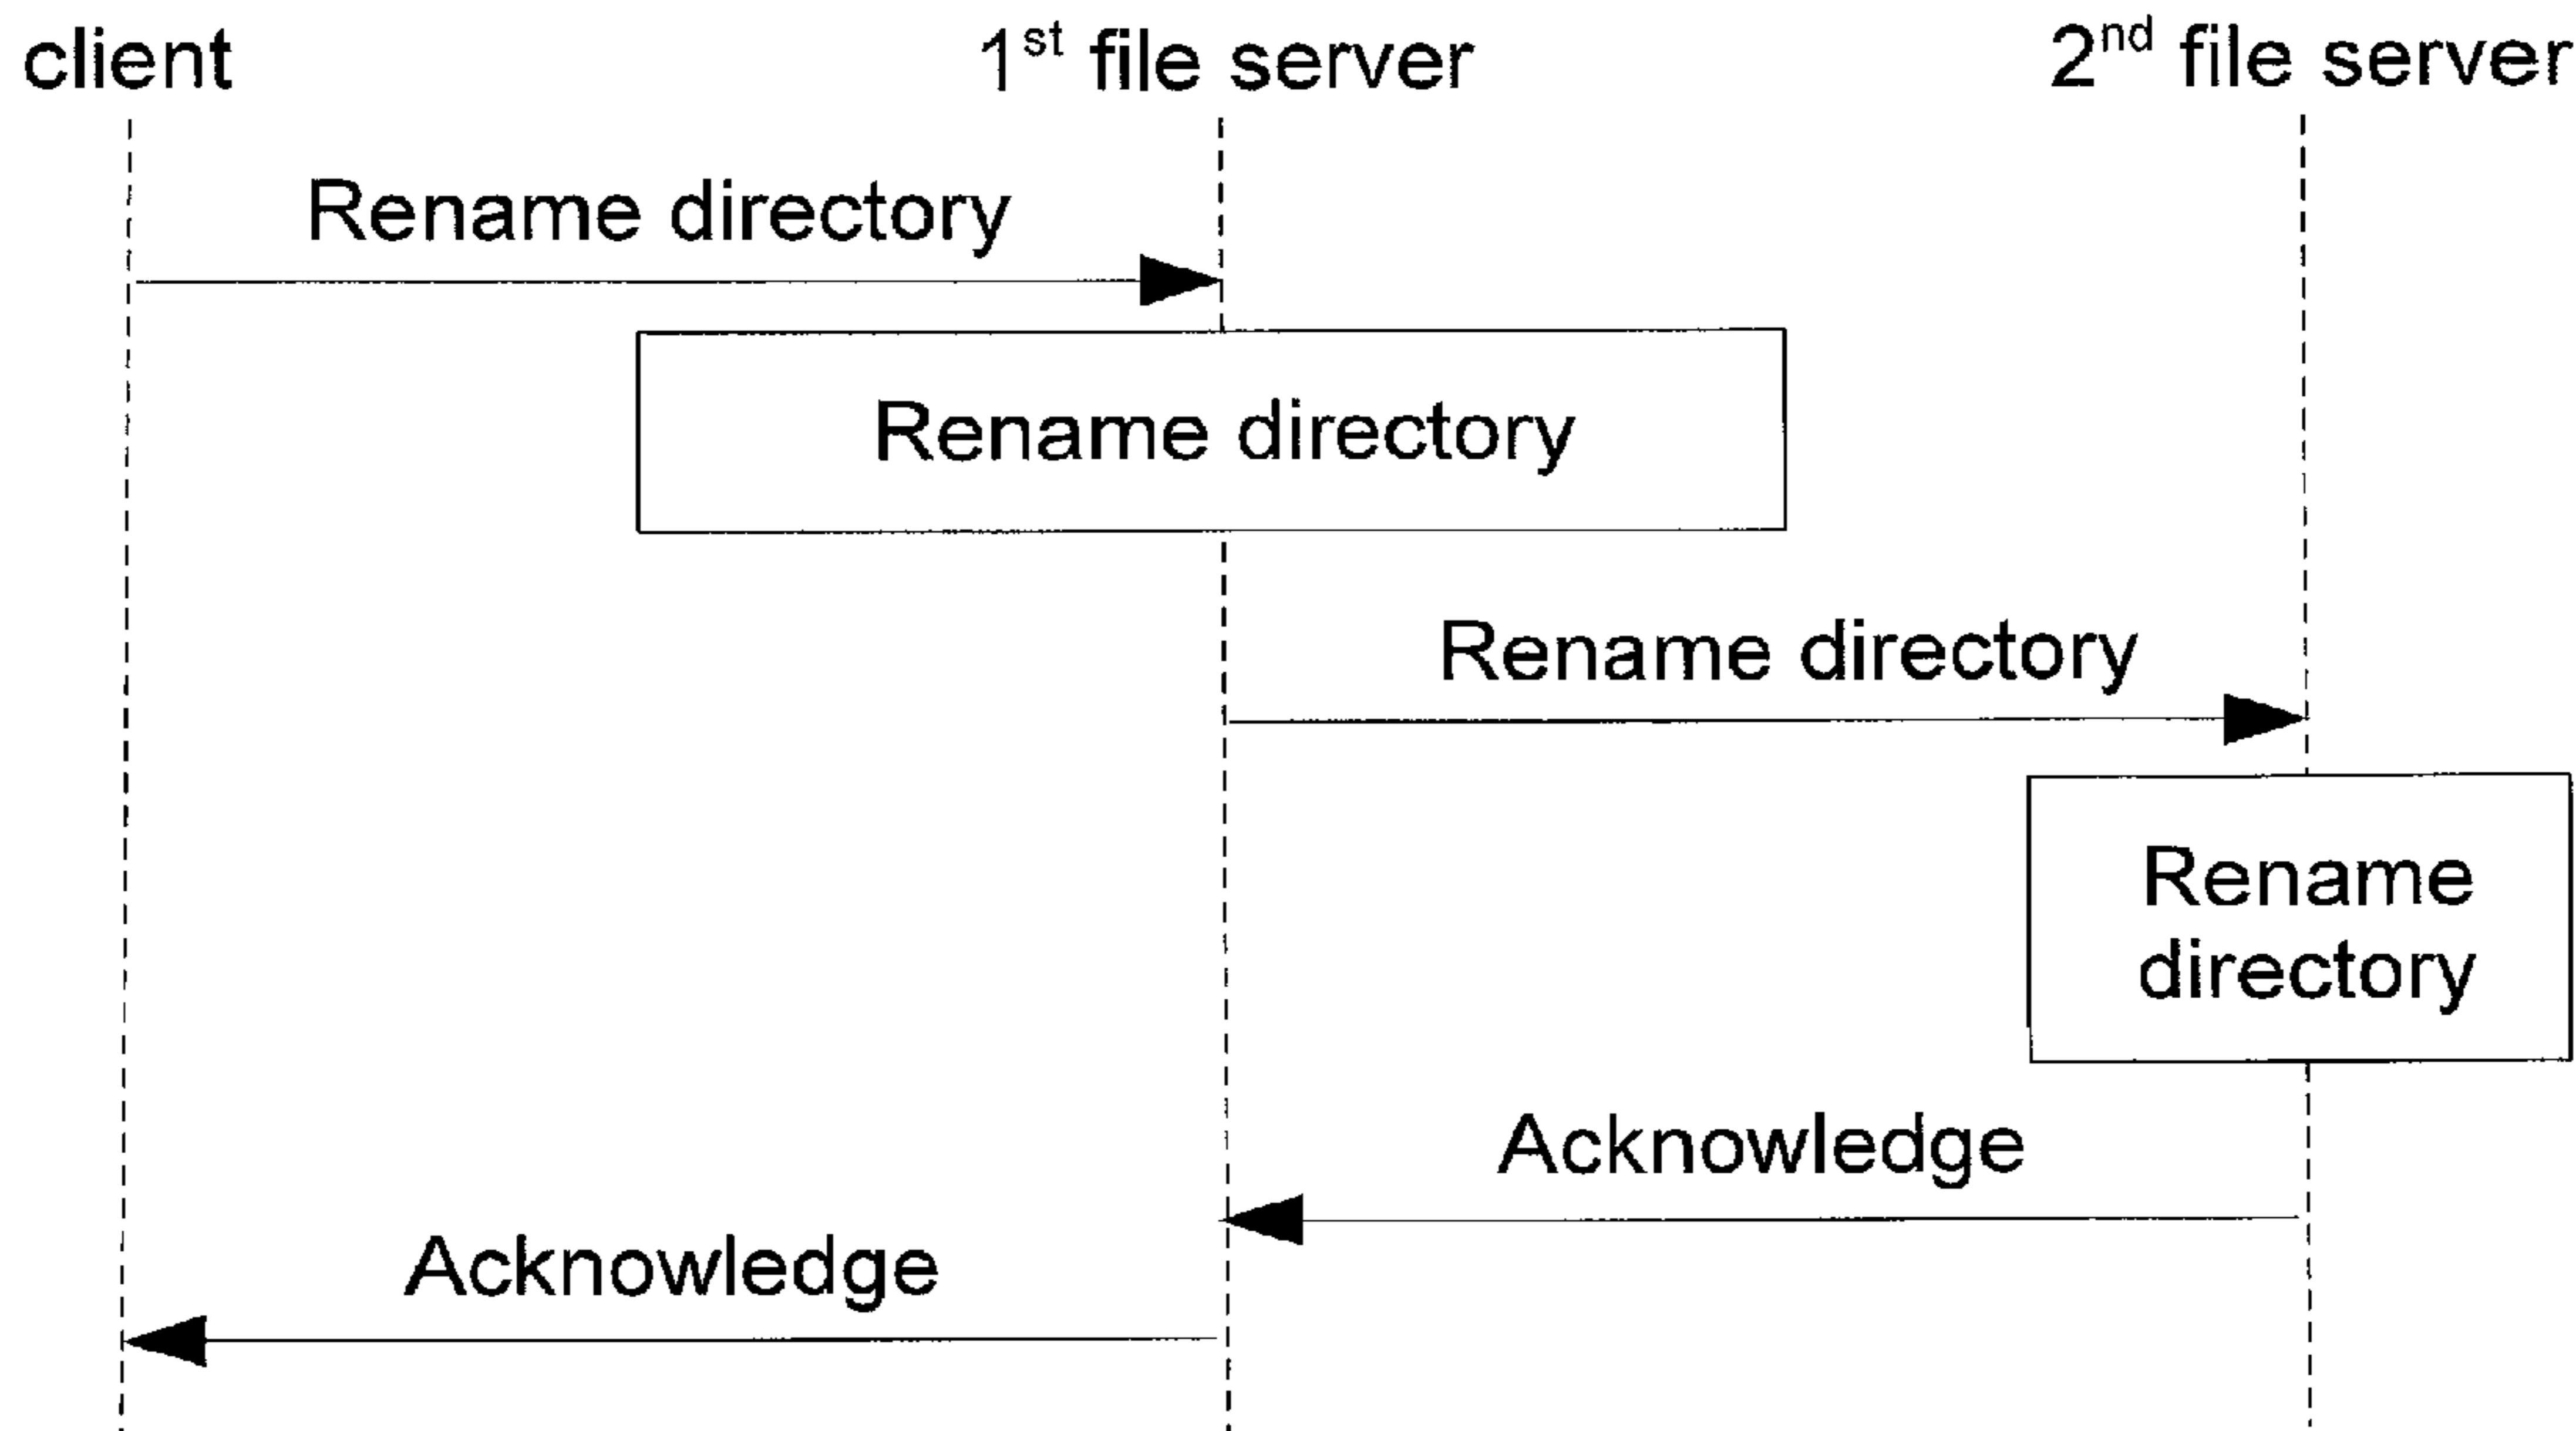 client
1st file server
2nd file server
Rename directory
Rename directory
Rename directory
Rename
directory
Acknowledge
Acknowledge